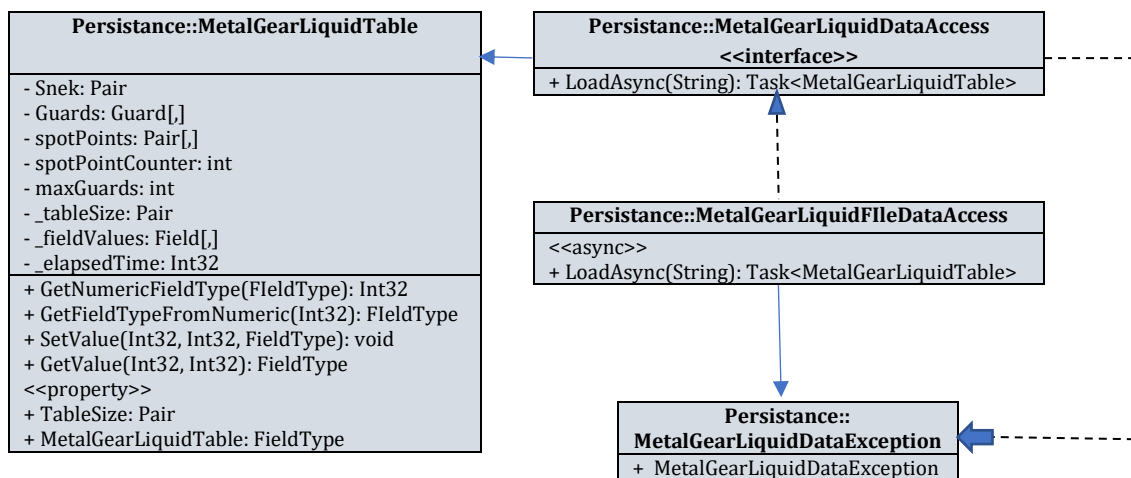 Persistance::MetalGearLiquidTable
- Snek: Pair
- Guards: Guard[,]
- spotPoints: Pair[,]
- spotPointCounter: int
- maxGuards: int
- _tableSize: Pair
- _fieldValues: Field[,]
- _elapsedTime: Int32
+ GetNumericFieldType(FIeldType): Int32
+ GetFieldTypeFromNumeric(Int32): FIeldType
+ SetValue(Int32, Int32, FieldType): void
+ GetValue(Int32, Int32): FieldType
<<property>>
+ TableSize: Pair
+ MetalGearLiquidTable: FieldType
Persistance::MetalGearLiquidDataAccess
<<interface>>
+ LoadAsync(String): Task<MetalGearLiquidTable>
Persistance::MetalGearLiquidFIleDataAccess
<<async>>
+ LoadAsync(String): Task<MetalGearLiquidTable>
Persistance::
MetalGearLiquidDataException
+ MetalGearLiquidDataException